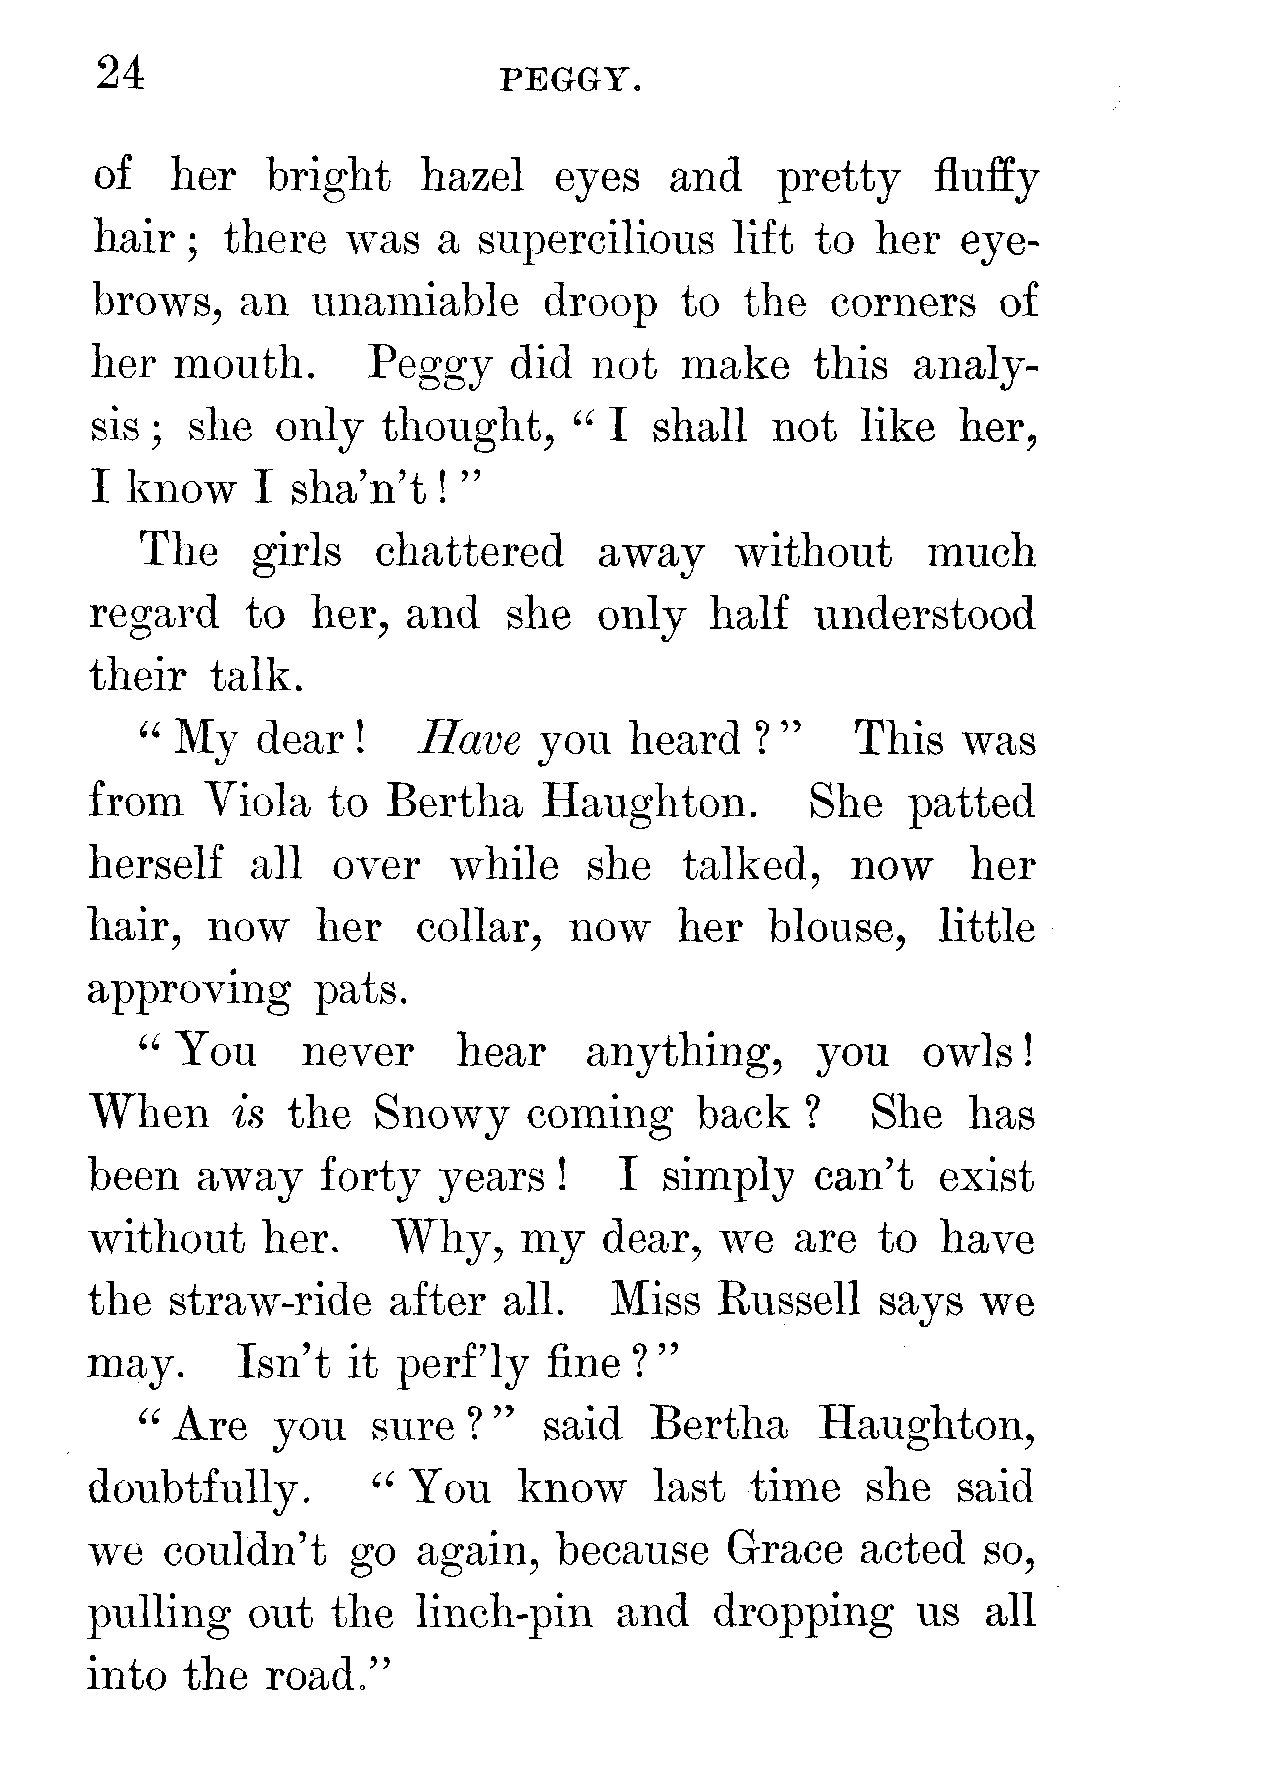 24
PEGGY.
of her bright hazel eyes and pretty fluffy
hair ; there was a supercilious lift to her eye-
brows, an unamiable droop to the corners of
her mouth. Peggy did not make this analy-
sis ; she only thought, “ I shall not like her,
I know I sha’n’t ! ”
The girls chattered away without much
regard to her, and she only half understood
their talk.
“ My dear ! Have you heard ? ” This was
from Viola to Bertha Haughton. She patted
herself all over while she talked, now her
hair, now her collar, now her blouse, little
approving pats.
“ You never hear anything, you owls !
When is the Snowy coming back ? She has
been away forty years ! I simply can’t exist
without her. Why, my dear, we are to have
the straw-ride after all. Miss Russell says we
may. Isn’t it perf’ly fine ? ”
“ Are you sure ? ” said Bertha Haughton,
doubtfully. “ You know last time she said
we couldn’t go again, because Grace acted so,
pulling out the linch-pin and dropping us all
into the road.”